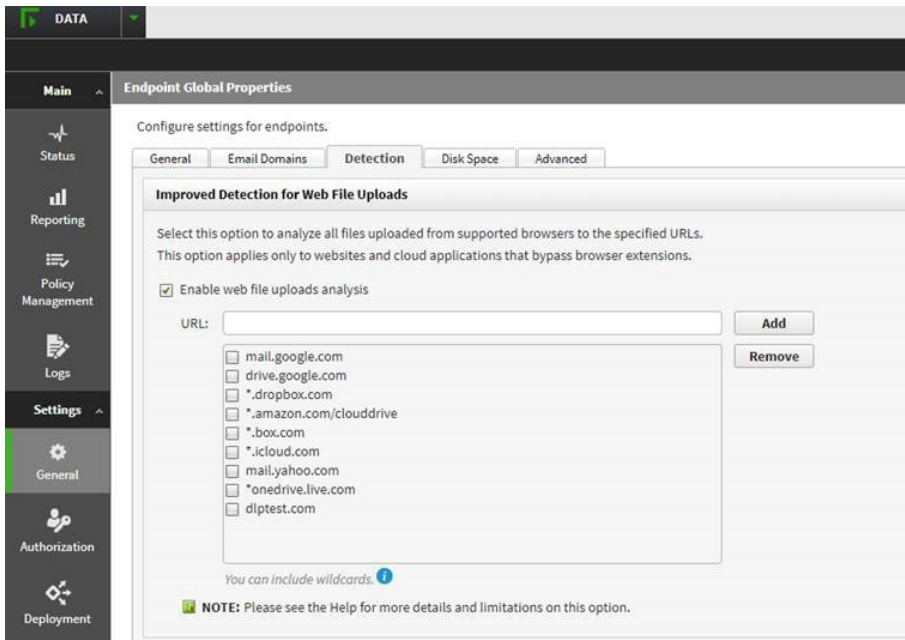 DATA
Main
Endpoint Global Properties
Configure settings for endpoints.
Status
General Email Domains Detection Disk Space Advanced
Improved Detection for Web File Uploads
Reporting
Select this option to analyze all files uploaded from supported browsers to the specified URLs.
This option applies only to websites and cloud applications that bypass browser extensions.
Policy
Management
Enable web file uploads analysis
URL: Add
Remove
mail.google.com
drive.google.com
*.dropbox.com
*.amazon.com/clouddrive
*.box.com
*.icloud.com
mail.yahoo.com
*onedrive.live.com
dlptest.com
Logs
Settings
General
Authorization
You can include wildcards.
NOTE: Please see the Help for more details and limitations on this option.
Deployment